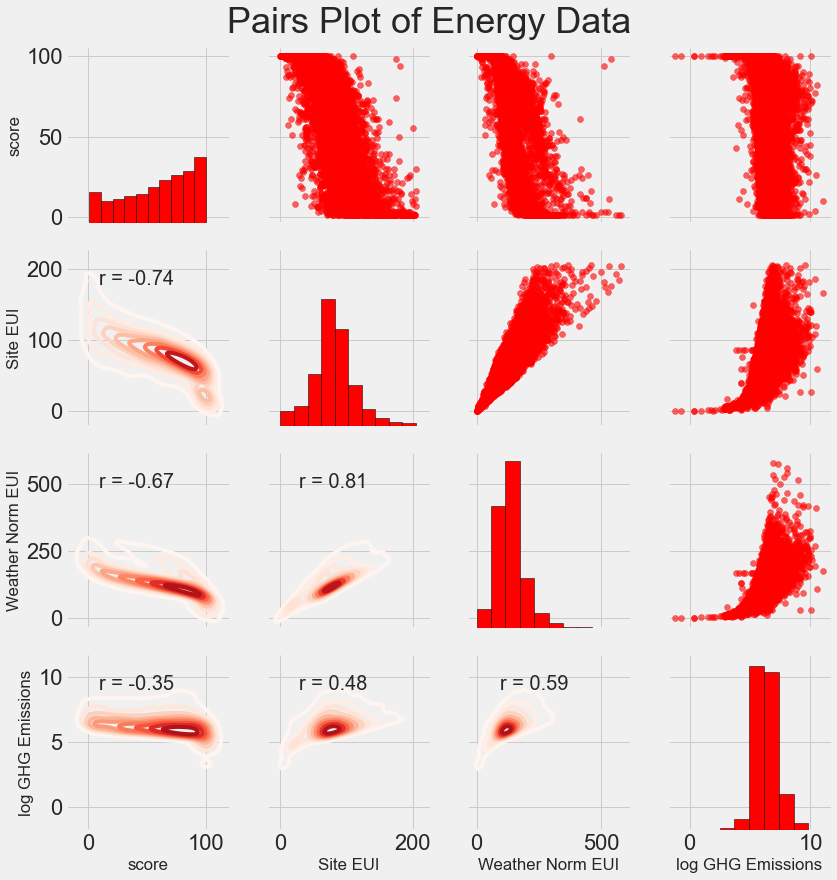 Pairs Plot of Energy Data
100
50
0
score
200
100
0
Site EUI
r = -0.74
500
250
0
Weather Norm EUI
r = -0.67
r = 0.81
10
5
0
log GHG Emissions
r = -0.35
r = 0.48
r = 0.59
0 100
score
0 200
Site EUI
0 500
Weather Norm EUI
0 10
log GHG Emissions